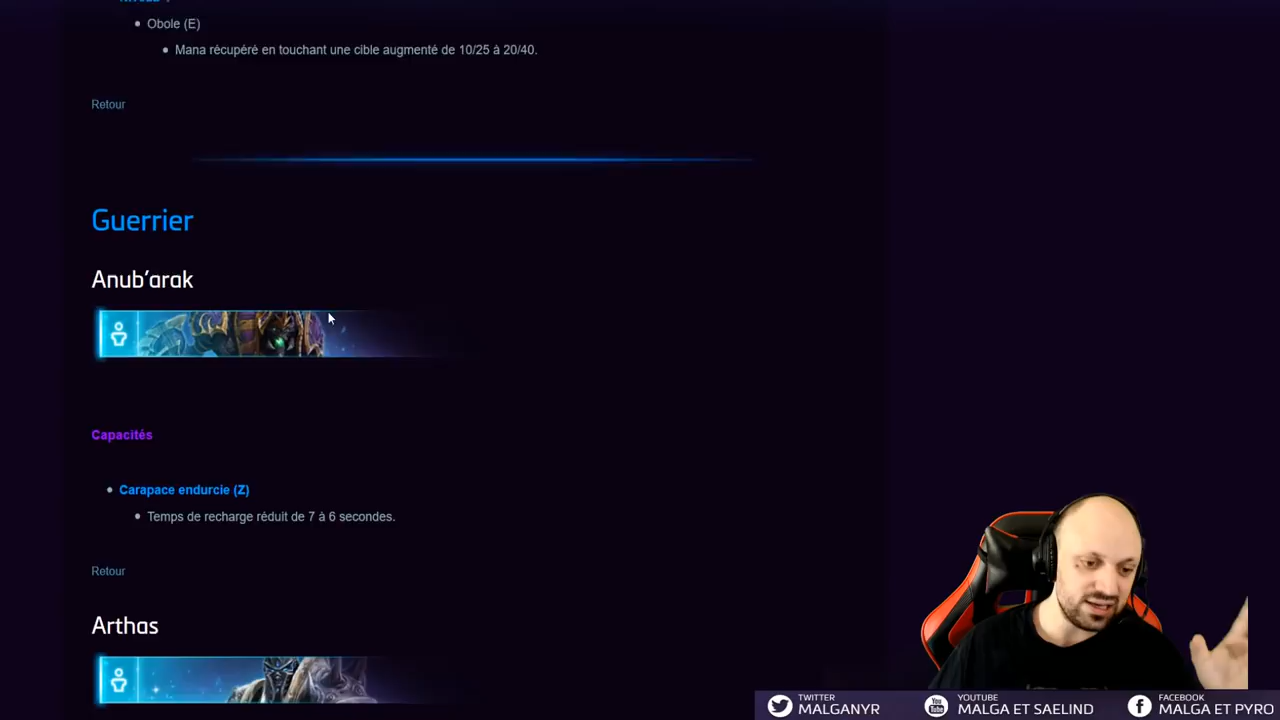 Obole (E)
Mana récupéré en touchant une cible augmenté de 10/25 à 20/40.
Retour
Guerrier
Anub'arak
Capacités
Carapace endurcie (Z)
Temps de recharge réduit de 7 à 6 secondes.
Retour
Arthas
TWITTER
MALGANYR
YOUTUBE
MALGA ET SAELIND
FACEBOOK
MALGA ET PYRO